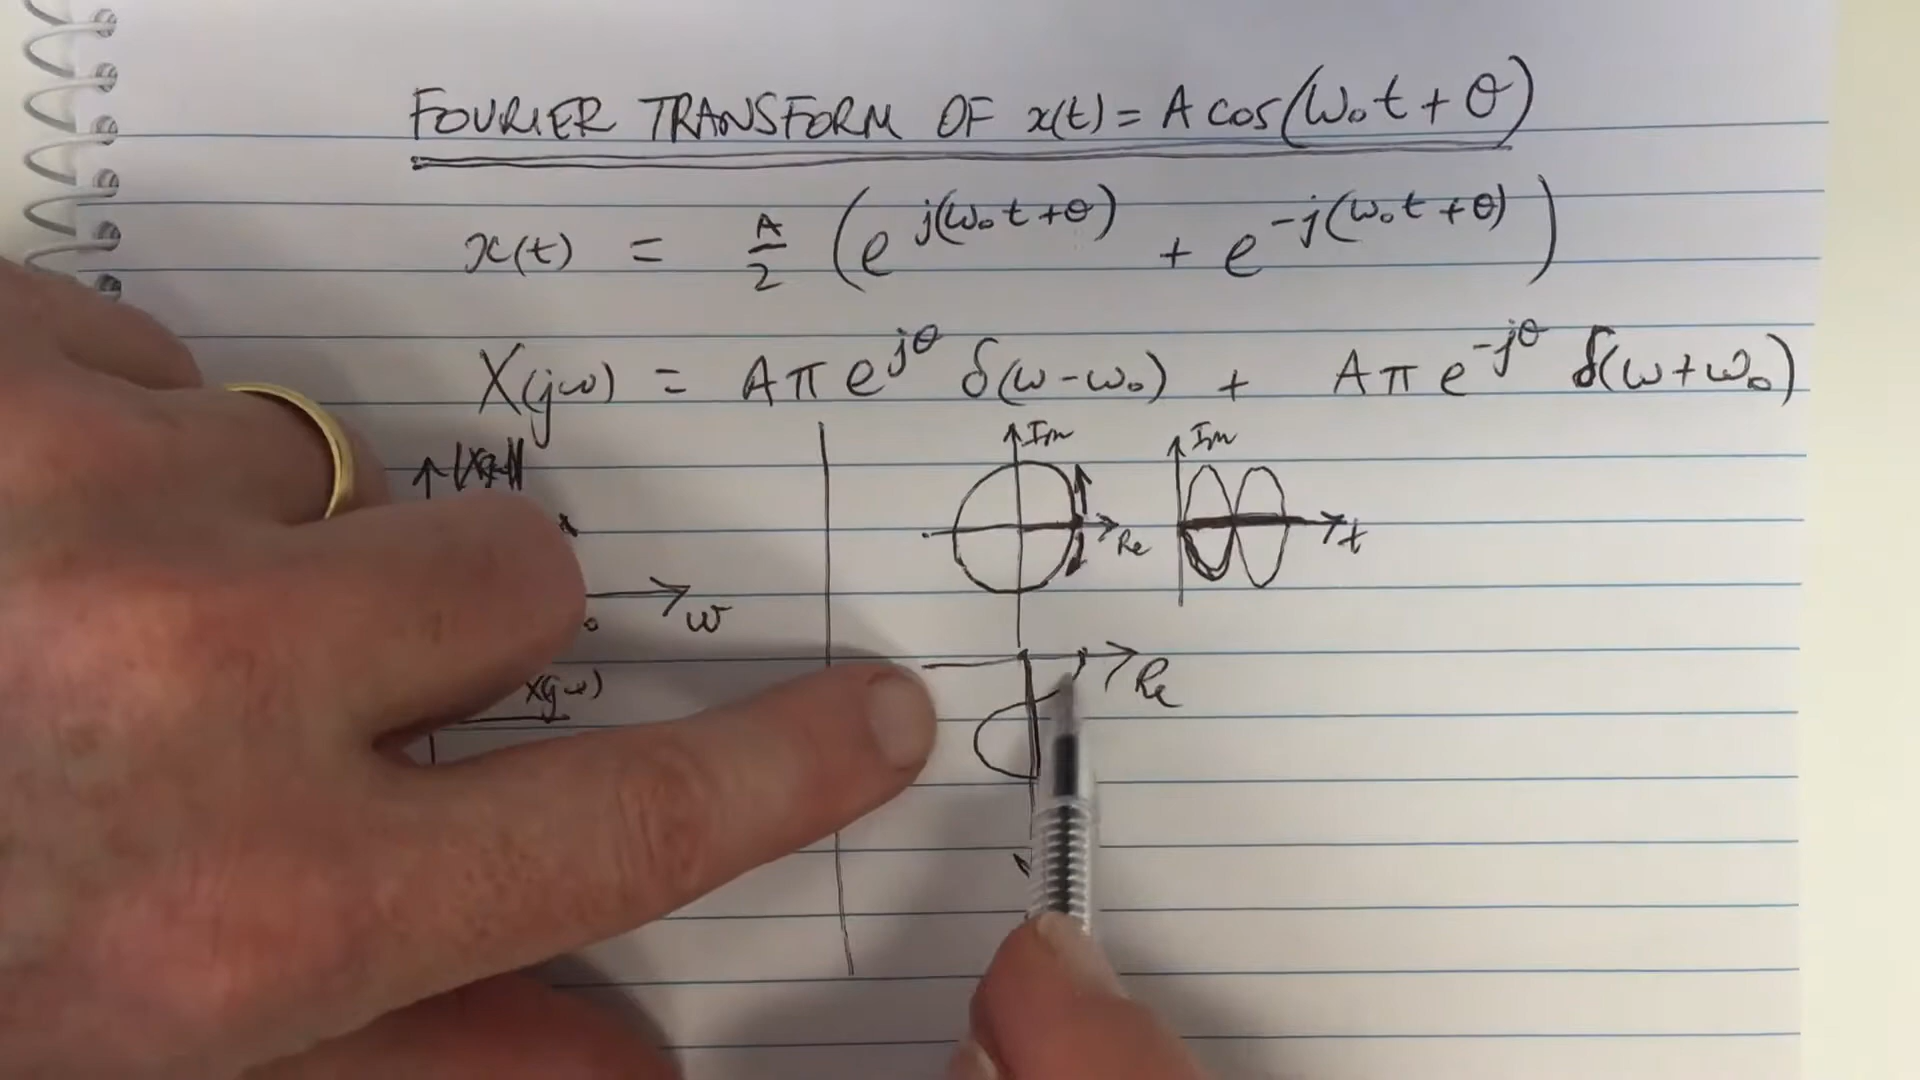 FOURIER TRANSFORM OF x(t) = A cos(ω₀t + θ)
x(t) = A/2 (e^{j(ω₀t+θ)} + e^{-j(ω₀t+θ)})
X(jω) = Aπ e^{jθ} δ(ω-ω₀) + Aπ e^{-jθ} δ(ω+ω₀)
Im
Im
Re
t
ω
Re
X(jω)